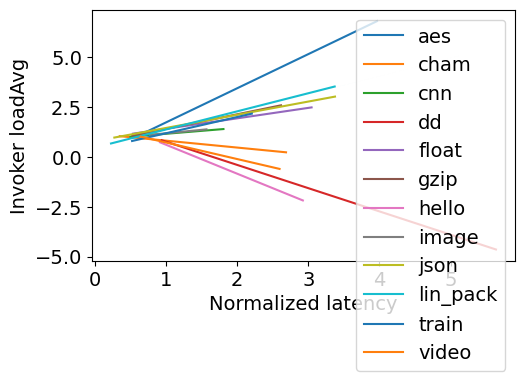 Invoker loadAvg
5.0
2.5
0.0
−2.5
−5.0
0 1 2 3 4 5
Normalized latency
aes
cham
cnn
dd
float
gzip
hello
image
json
lin_pack
train
video